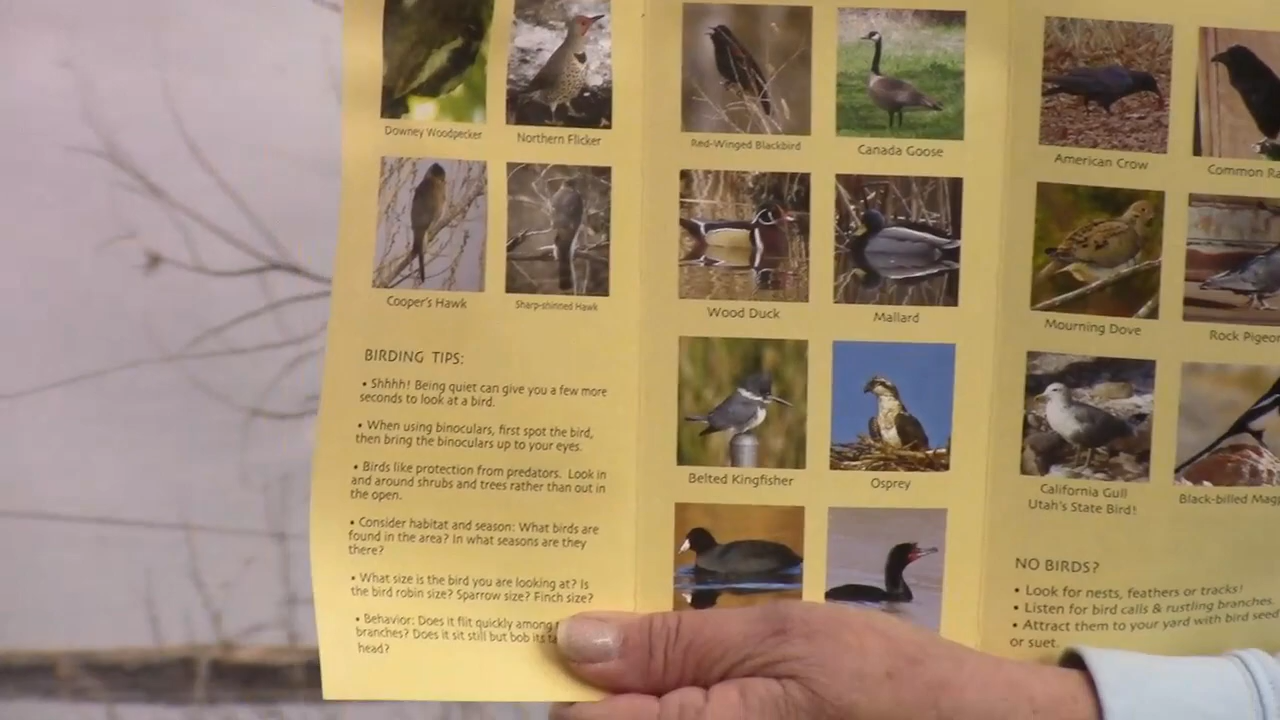 Downey Woodpecker
Northern Flicker
Cooper's Hawk
Sharp-shinned Hawk
BIRDING TIPS:
• Shhhh! Being quiet can give you a few more
seconds to look at a bird.
• When using binoculars, first spot the bird,
then bring the binoculars up to your eyes.
• Birds like protection from predators. Look in
and around shrubs and trees rather than out in
the open.
• Consider habitat and season: What birds are
found in the area? In what seasons are they
there?
• What size is the bird you are looking at? Is
the bird robin size? Sparrow size? Finch size?
• Behavior: Does it flit quickly among
branches? Does it sit still but bob its
head?
Red-Winged Blackbird
Canada Goose
Wood Duck
Mallard
Belted Kingfisher
Osprey
American Crow
Common
Mourning Dove
Rock
California Gull
Utah's State Bird!
Black-billed
NO BIRDS?
• Look for nests, feathers or tracks!
• Listen for bird calls & rustling branches.
• Attract them to your yard with bird seed
or suet.